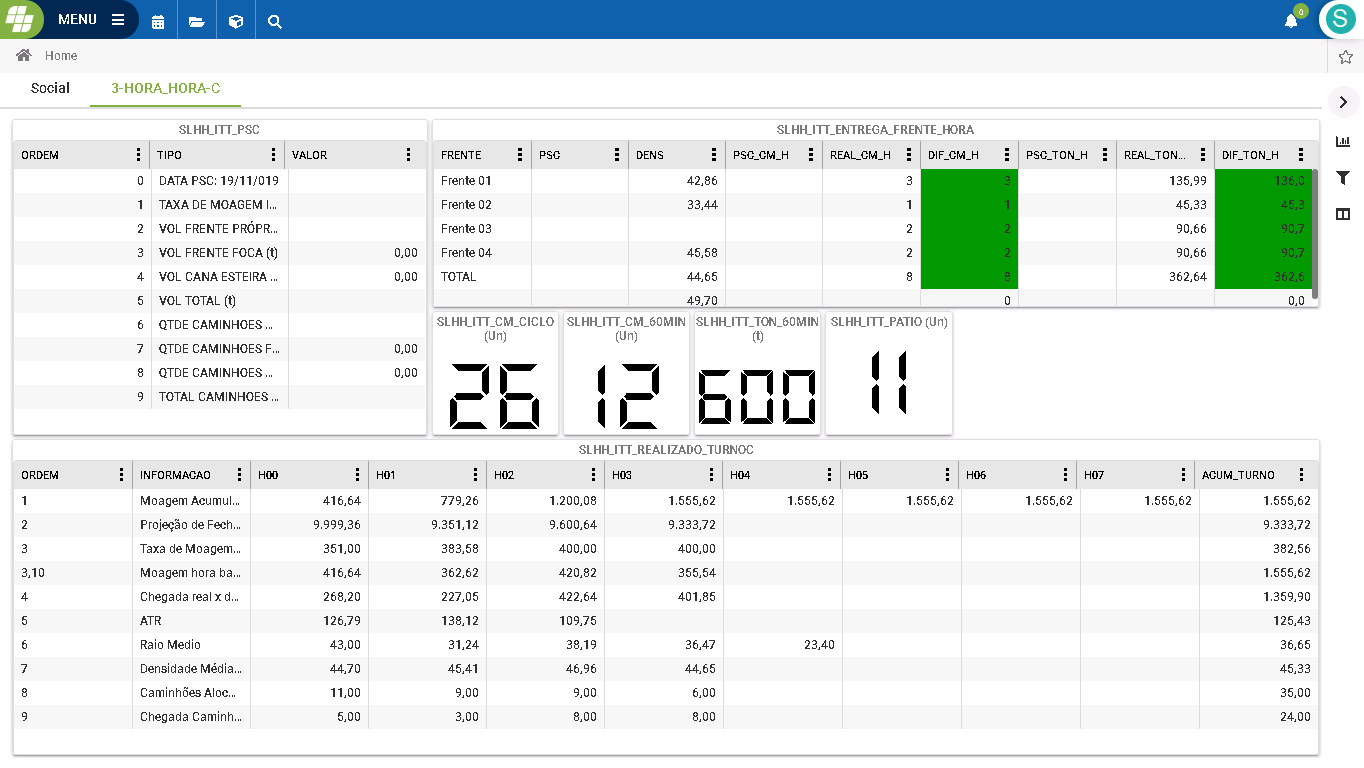 MENU
0
S
Home
Social 3-HORA_HORA-C
SLHH_ITT_PSC
ORDEM TIPO VALOR
0 DATA PSC: 19/11/019
1 TAXA DE MOAGEM I...
2 VOL FRENTE PRÓPR...
3 VOL FRENTE FOCA (t) 0,00
4 VOL CANA ESTEIRA ... 0,00
5 VOL TOTAL (t)
6 QTDE CAMINHOES ...
7 QTDE CAMINHOES F... 0,00
8 QTDE CAMINHOES ... 0,00
9 TOTAL CAMINHOES ...
SLHH_ITT_ENTREGA_FRENTE_HORA
FRENTE PSC DENS PSC_CM_H REAL_CM_H DIF_CM_H PSC_TON_H REAL_TON... DIF_TON_H
Frente 01 42,86 3 3 135,99 136,0
Frente 02 33,44 1 1 45,33 45,3
Frente 03 2 2 90,66 90,7
Frente 04 45,58 2 2 90,66 90,7
TOTAL 44,65 8 8 362,64 362,6
49,70 0 0,0
SLHH_ITT_CM_CICLO
(Un)
26
SLHH_ITT_CM_60MIN
(Un)
12
SLHH_ITT_TON_60MIN
(t)
600
SLHH_ITT_PATIO (Un)
11
SLHH_ITT_REALIZADO_TURNOC
ORDEM INFORMACAO H00 H01 H02 H03 H04 H05 H06 H07 ACUM_TURNO
1 Moagem Acumul... 416,64 779,26 1.200,08 1.555,62 1.555,62 1.555,62 1.555,62 1.555,62 1.555,62
2 Projeção de Fech... 9.999,36 9.351,12 9.600,64 9.333,72 9.333,72
3 Taxa de Moagem... 351,00 383,58 400,00 400,00 382,56
3,10 Moagem hora ba... 416,64 362,62 420,82 355,54 1.555,62
4 Chegada real x d... 268,20 227,05 422,64 401,85 1.359,90
5 ATR 126,79 138,12 109,75 125,43
6 Raio Medio 43,00 31,24 38,19 36,47 23,40 36,65
7 Densidade Média... 44,70 45,41 46,96 44,65 45,33
8 Caminhões Aloc... 11,00 9,00 9,00 6,00 35,00
9 Chegada Caminh... 5,00 3,00 8,00 8,00 24,00